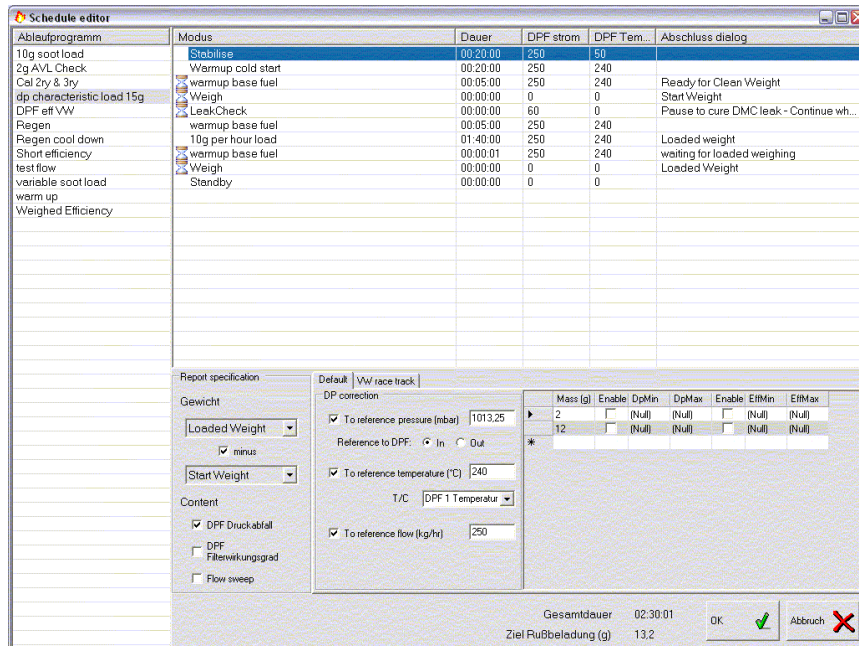 Schedule editor
Ablaufprogramm
10g soot load
2g AVL Check
Cal 2ry & 3ry
dp characteristic load 15g
DPF eff VW
Regen
Regen cool down
Short efficiency
test flow
variable soot load
warm up
Weighed Efficiency
Modus Dauer DPF strom DPF Tem... Abschluss dialog
Stabilise 00:20:00 250 50
Warmup cold start 00:20:00 250 240
warmup base fuel 00:05:00 250 240 Ready for Clean Weight
Weigh 00:00:00 0 0 Start Weight
LeakCheck 00:00:00 60 0 Pause to cure DMC leak - Continue wh...
warmup base fuel 00:05:00 250 240
10g per hour load 01:40:00 250 240 Loaded weight
warmup base fuel 00:00:01 250 240 waiting for loaded weighing
Weigh 00:00:00 0 0 Loaded Weight
Standby 00:00:00 0 0
Report specification
Gewicht
Loaded Weight
minus
Start Weight
Content
DPF Druckabfall
DPF
Filterwirkungsgrad
Flow sweep
Default VW race track
DP correction
To reference pressure (mbar) 1013,25
Reference to DPF: In Out
To reference temperature (°C) 240
T/C DPF 1 Temperatur
To reference flow (kg/hr) 250
Mass (g) Enable DpMin DpMax Enable EffMin EffMax
2 (Null) (Null) (Null) (Null)
12 (Null) (Null) (Null) (Null)
Gesamtdauer 02:30:01
Ziel Rußbeladung (g) 13,2
OK
Abbruch